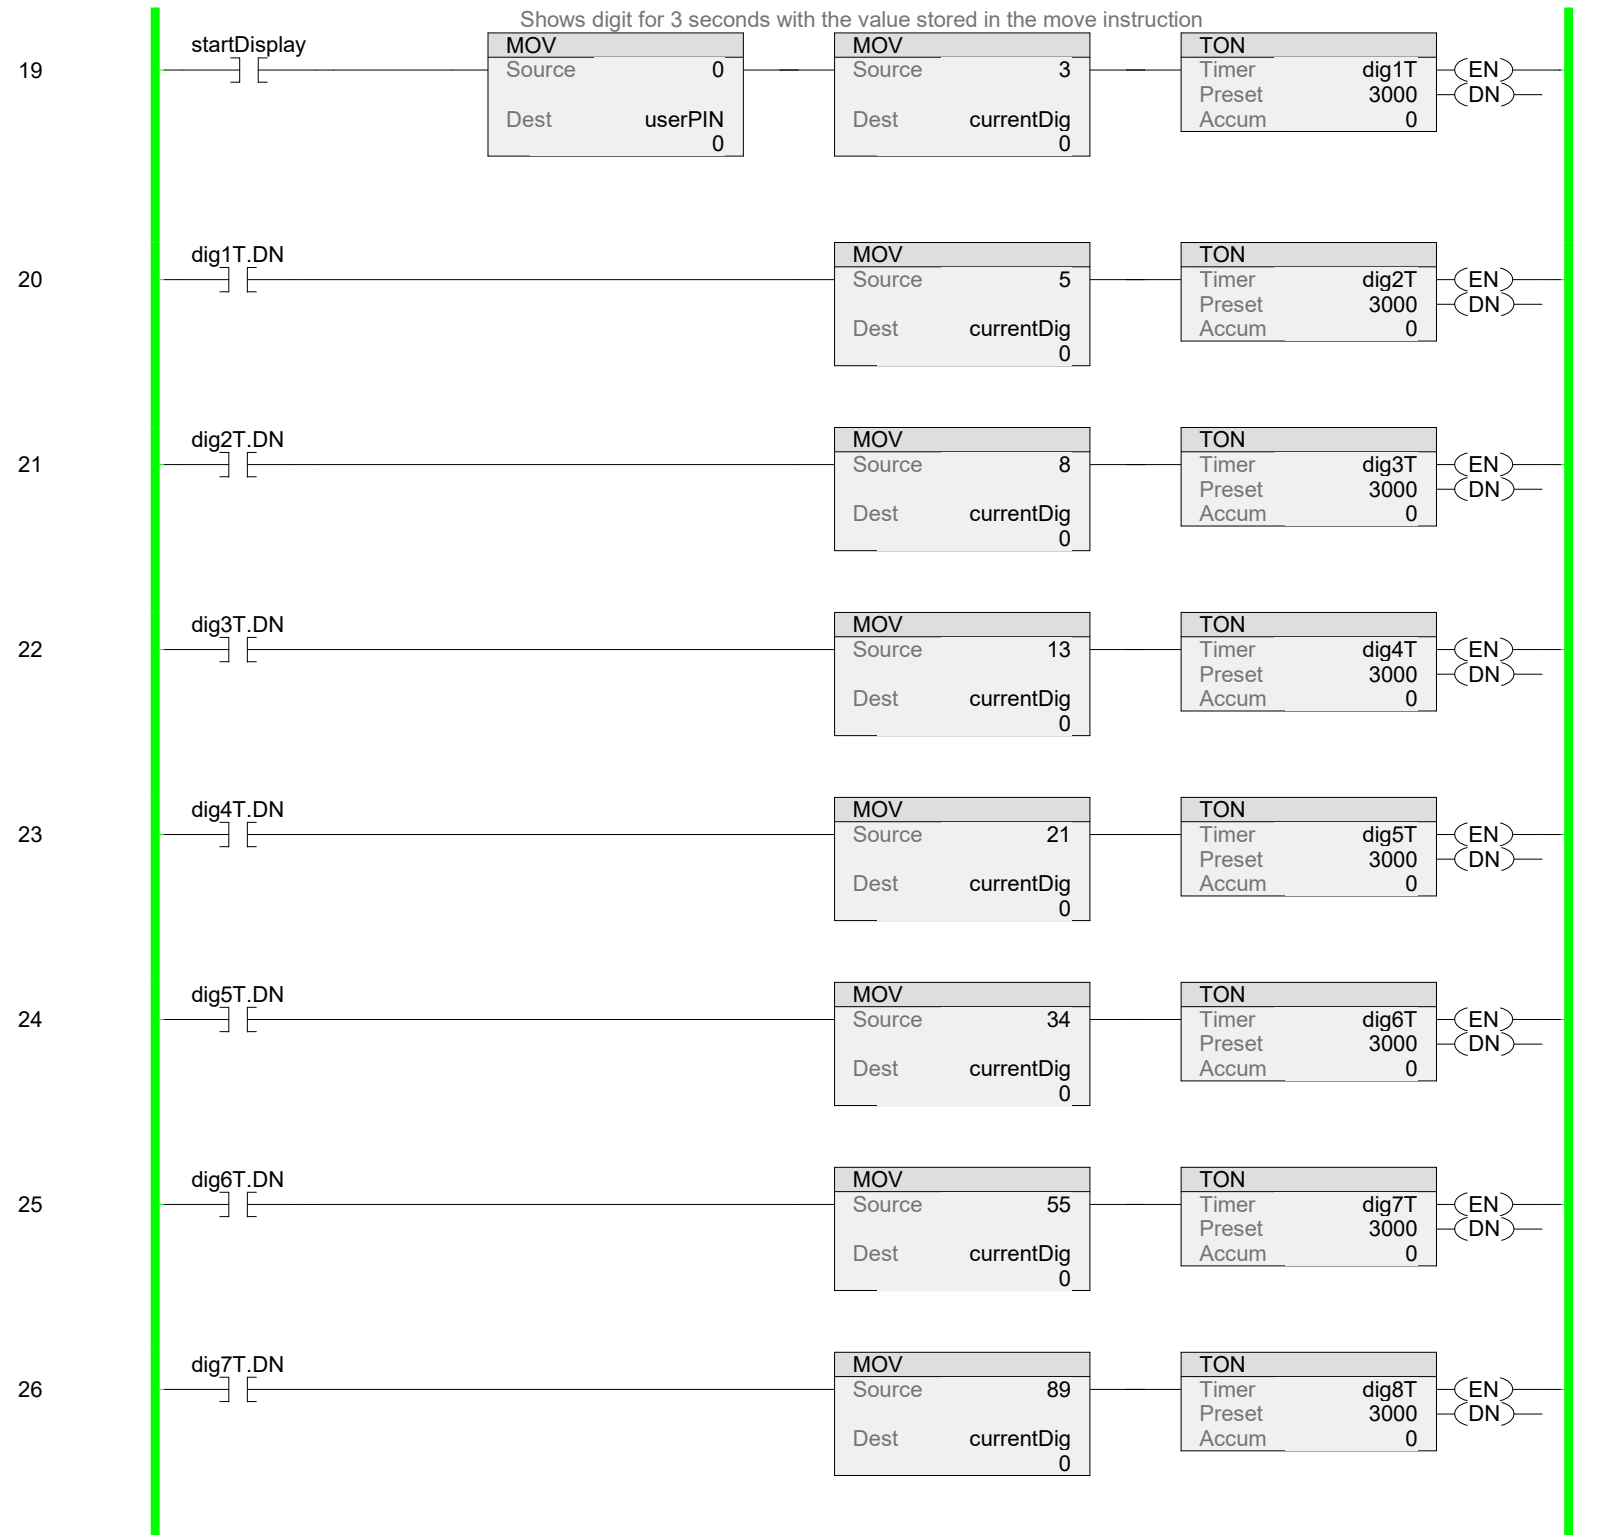 Shows digit for 3 seconds with the value stored in the move instruction
19
startDisplay
MOV
Source 0
Dest userPIN
0
MOV
Source 3
Dest currentDig
0
TON
Timer dig1T
Preset 3000
Accum 0
EN
DN
20
dig1T.DN
MOV
Source 5
Dest currentDig
0
TON
Timer dig2T
Preset 3000
Accum 0
EN
DN
21
dig2T.DN
MOV
Source 8
Dest currentDig
0
TON
Timer dig3T
Preset 3000
Accum 0
EN
DN
22
dig3T.DN
MOV
Source 13
Dest currentDig
0
TON
Timer dig4T
Preset 3000
Accum 0
EN
DN
23
dig4T.DN
MOV
Source 21
Dest currentDig
0
TON
Timer dig5T
Preset 3000
Accum 0
EN
DN
24
dig5T.DN
MOV
Source 34
Dest currentDig
0
TON
Timer dig6T
Preset 3000
Accum 0
EN
DN
25
dig6T.DN
MOV
Source 55
Dest currentDig
0
TON
Timer dig7T
Preset 3000
Accum 0
EN
DN
26
dig7T.DN
MOV
Source 89
Dest currentDig
0
TON
Timer dig8T
Preset 3000
Accum 0
EN
DN